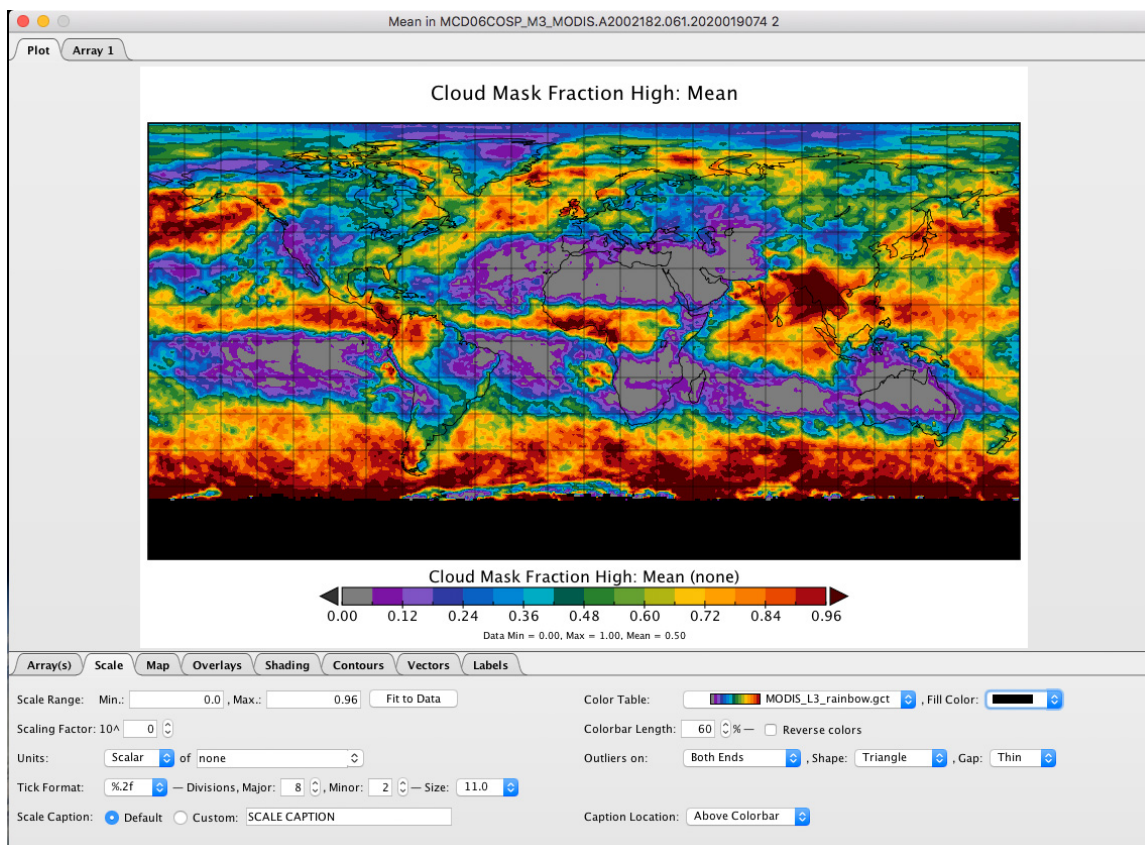 Mean in MCD06COSP_M3_MODIS.A2002182.061.2020019074 2
Plot Array 1
Cloud Mask Fraction High: Mean
Cloud Mask Fraction High: Mean (none)
0.00 0.12 0.24 0.36 0.48 0.60 0.72 0.84 0.96
Data Min = 0.00, Max = 1.00, Mean = 0.50
Array(s) Scale Map Overlays Shading Contours Vectors Labels
Scale Range: Min.: 0.0 , Max.: 0.96 Fit to Data Color Table: MODIS_L3_rainbow.gct , Fill Color:
Scaling Factor: 10^ 0 Colorbar Length: 60 % — Reverse colors
Units: Scalar of none Outliers on: Both Ends , Shape: Triangle , Gap: Thin
Tick Format: %.2f — Divisions, Major: 8 , Minor: 2 — Size: 11.0
Scale Caption: Default Custom: SCALE CAPTION Caption Location: Above Colorbar